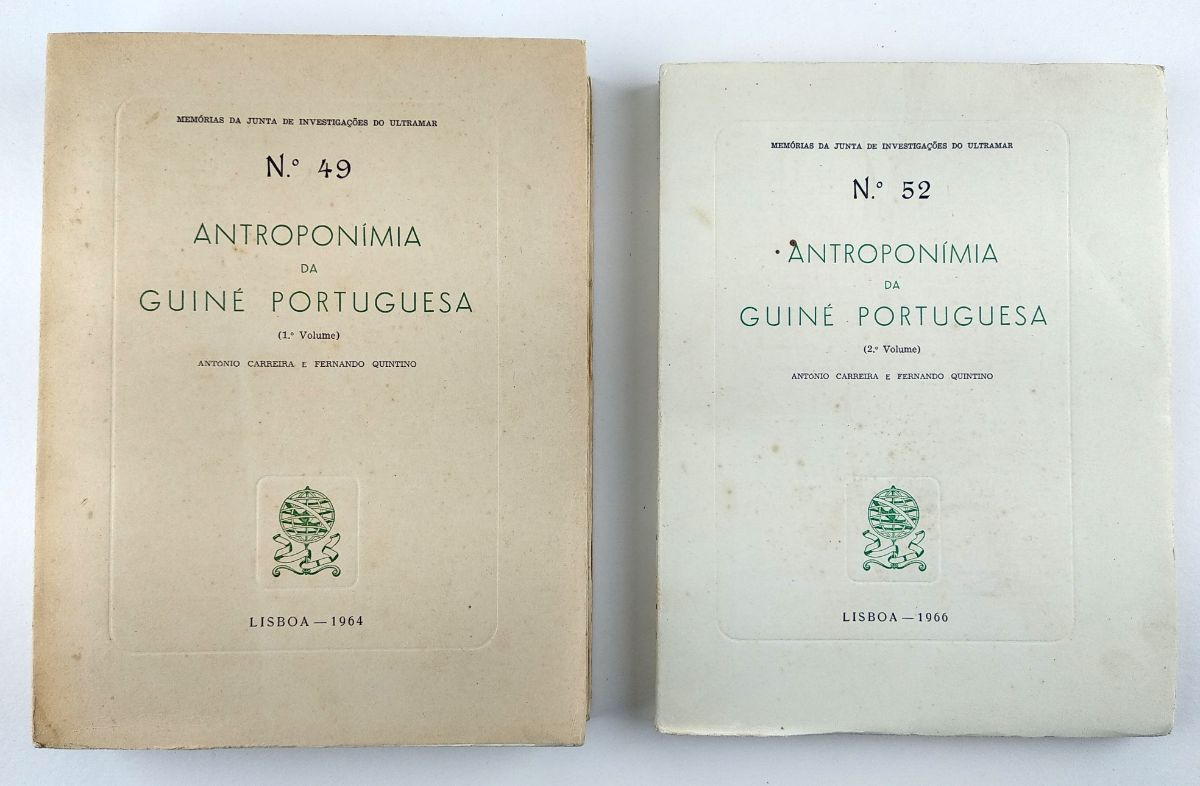 MEMÓRIAS DA JUNTA DE INVESTIGAÇÕES DO ULTRAMAR
N.º 49
ANTROPONÍMIA
DA
GUINÉ PORTUGUESA
(1.º Volume)
ANTÓNIO CARREIRA E FERNANDO QUINTINO
LISBOA — 1964
MEMÓRIAS DA JUNTA DE INVESTIGAÇÕES DO ULTRAMAR
N.º 52
ANTROPONÍMIA
DA
GUINÉ PORTUGUESA
(2.º Volume)
ANTÓNIO CARREIRA E FERNANDO QUINTINO
LISBOA — 1966